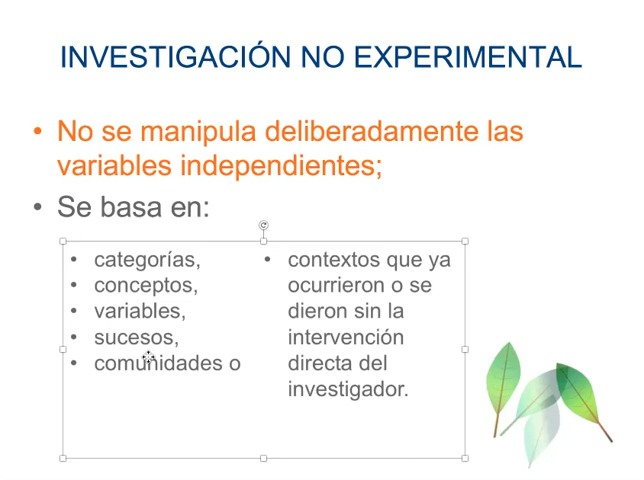 INVESTIGACIÓN NO EXPERIMENTAL
• No se manipula deliberadamente las
variables independientes;
• Se basa en:
• categorías,
• conceptos,
• variables,
• sucesos,
• comunidades o
• contextos que ya
ocurrieron o se
dieron sin la
intervención
directa del
investigador.